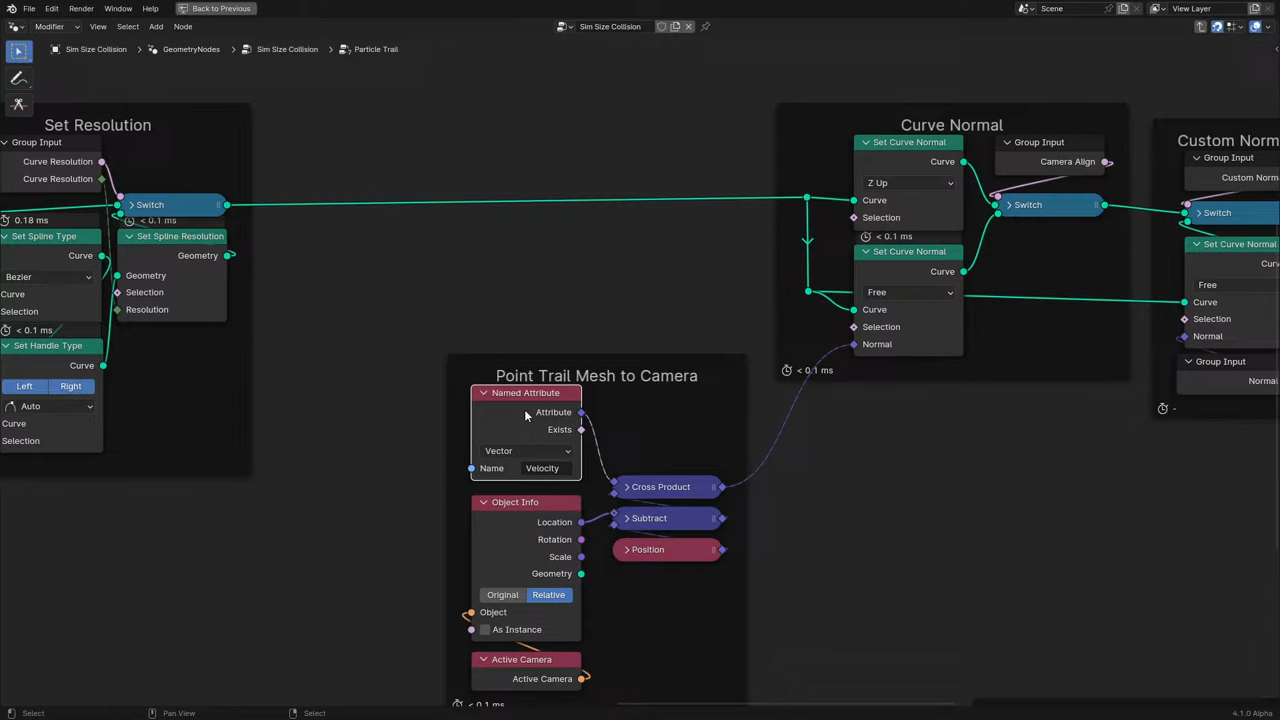 File Edit Render Window Help Back to Previous Scene View Layer
Modifier View Select Add Node Sim Size Collision
Sim Size Collision GeometryNodes Sim Size Collision Particle Trail
Set Resolution
Group Input
Curve Resolution
Curve Resolution
0.18 ms
Switch
< 0.1 ms
Set Spline Type
Curve
Bezier
Curve
Selection
< 0.1 ms
Set Spline Resolution
Geometry
Geometry
Selection
Resolution
Set Handle Type
Curve
Left Right
Auto
Curve
Selection
Point Trail Mesh to Camera
Named Attribute
Attribute
Exists
Vector
Name Velocity
Object Info
Location
Rotation
Scale
Geometry
Original Relative
Object
As Instance
Active Camera
Active Camera
< 0.1 ms
Cross Product
Subtract
Position
Curve Normal
Set Curve Normal
Curve
Z Up
Curve
Selection
< 0.1 ms
Set Curve Normal
Curve
Free
Curve
Selection
Normal
< 0.1 ms
Group Input
Camera Align
Switch
Custom Norm
Group Input
Custom Norma
Switch
Set Curve Normal
Cur
Free
Curve
Selection
Normal
Group Input
Normal
-
Select Pan View Select 4.1.0 Alpha